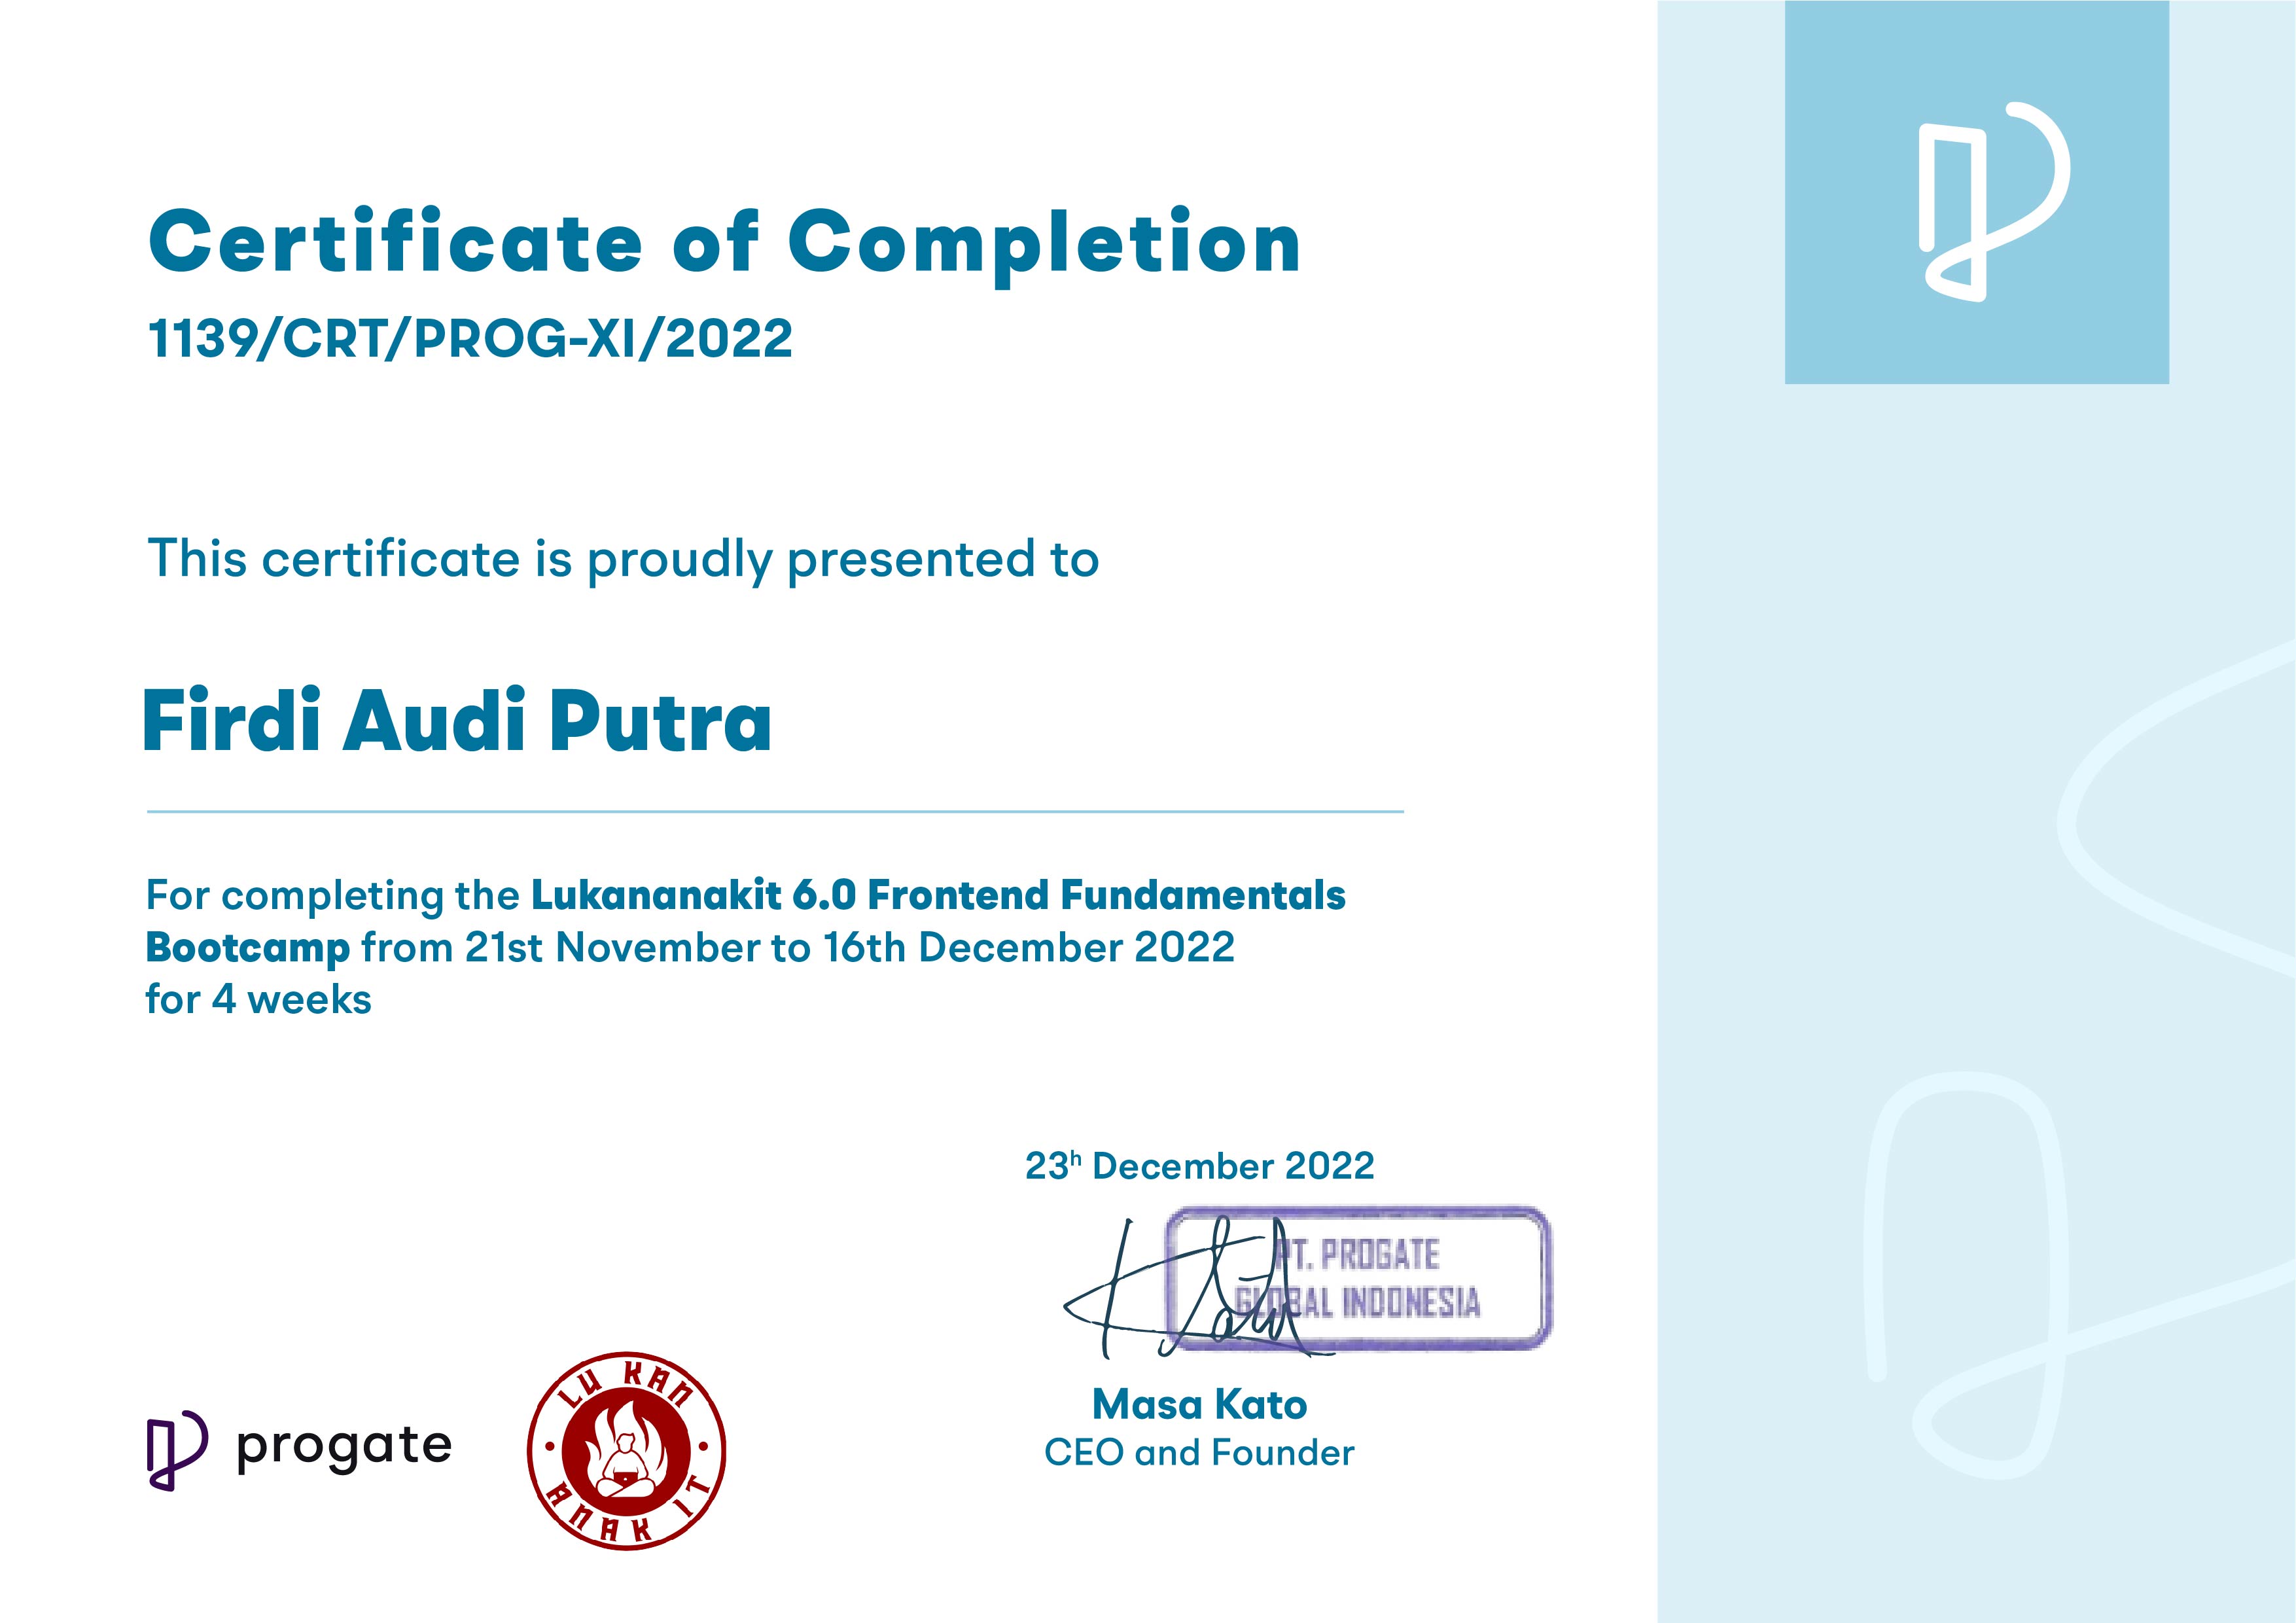 Certificate of Completion
1139/CRT/PROG-XI/2022
This certificate is proudly presented to
Firdi Audi Putra
For completing the Lukananakit 6.0 Frontend Fundamentals
Bootcamp from 21st November to 16th December 2022
for 4 weeks
23h December 2022
PT. PROGATE
GLOBAL INDONESIA
Masa Kato
CEO and Founder
progate
LU KAN
ANAK IT